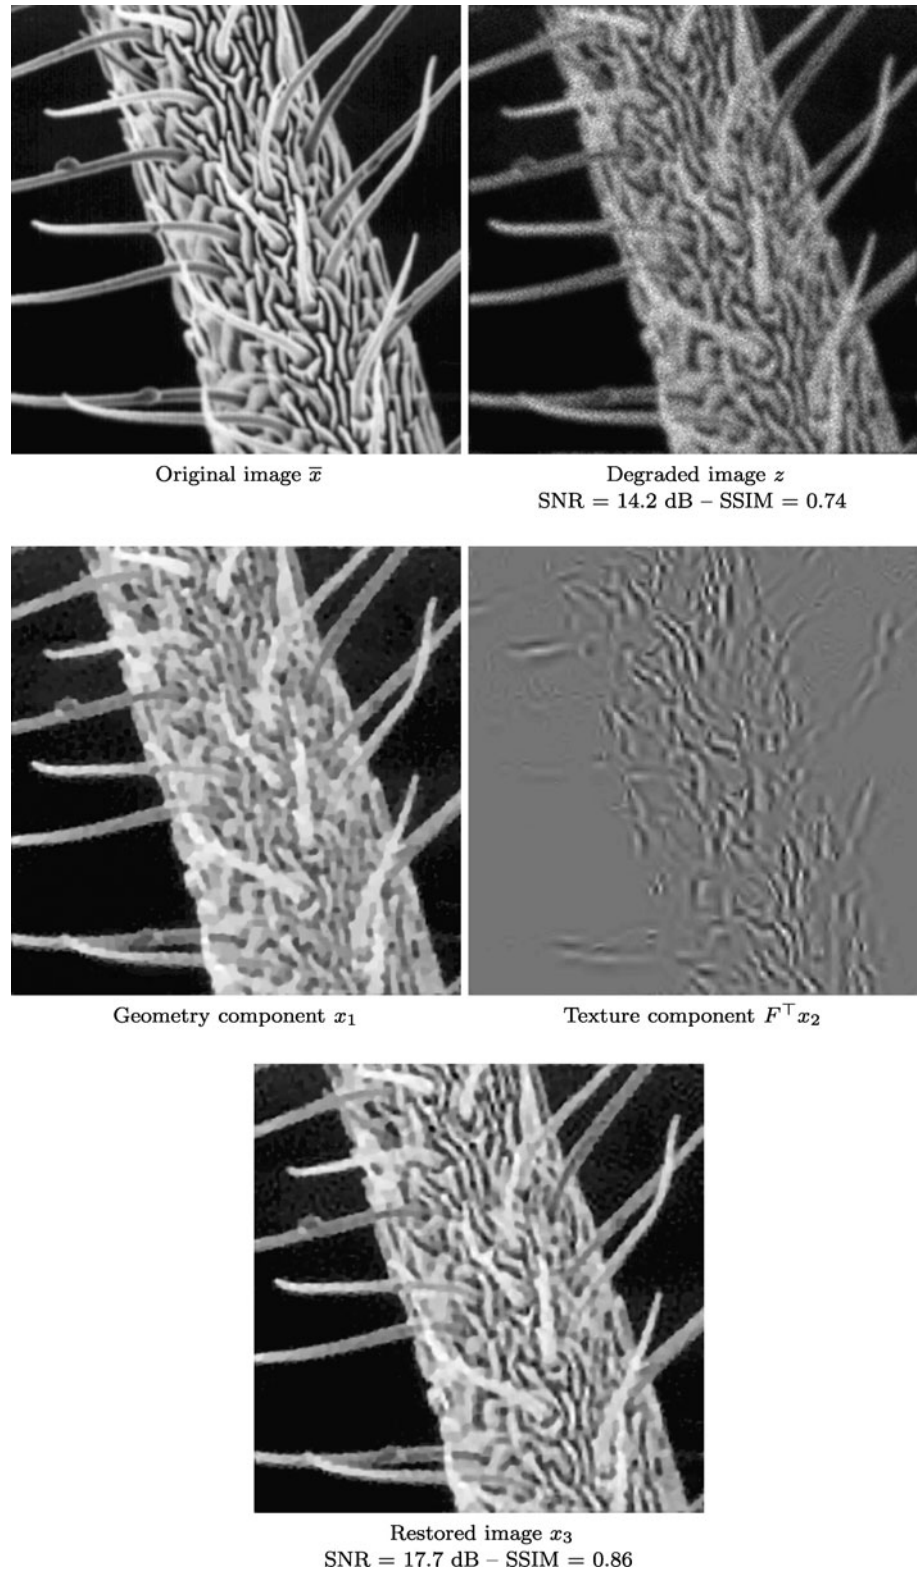 Original image x̅
Degraded image z
SNR = 14.2 dB – SSIM = 0.74
Geometry component x₁
Texture component F⊤x₂
Restored image x₃
SNR = 17.7 dB – SSIM = 0.86